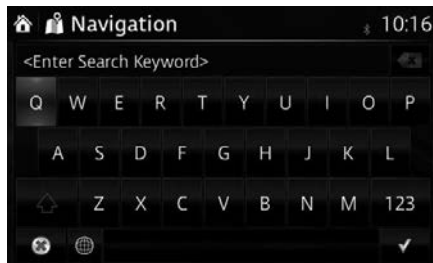 Navigation 10:16
<Enter Search Keyword>
Q W E R T Y U I O P
A S D F G H J K L
Z X C V B N M 123